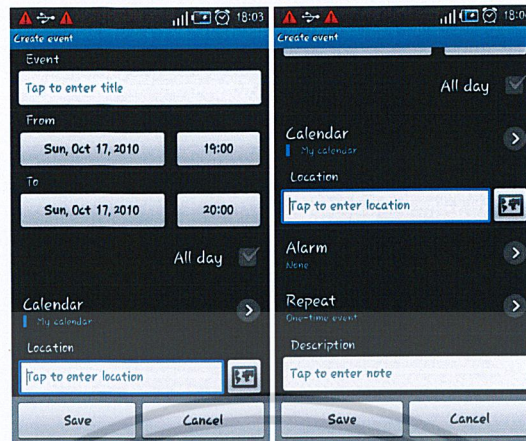 18:03
Create event
Event
Tap to enter title
From
Sun, Oct 17, 2010 19:00
To
Sun, Oct 17, 2010 20:00
All day
Calendar
My calendar
Location
Tap to enter location
Save Cancel
18:04
Create event
All day
Calendar
My calendar
Location
Tap to enter location
Alarm
None
Repeat
One-time event
Description
Tap to enter note
Save Cancel